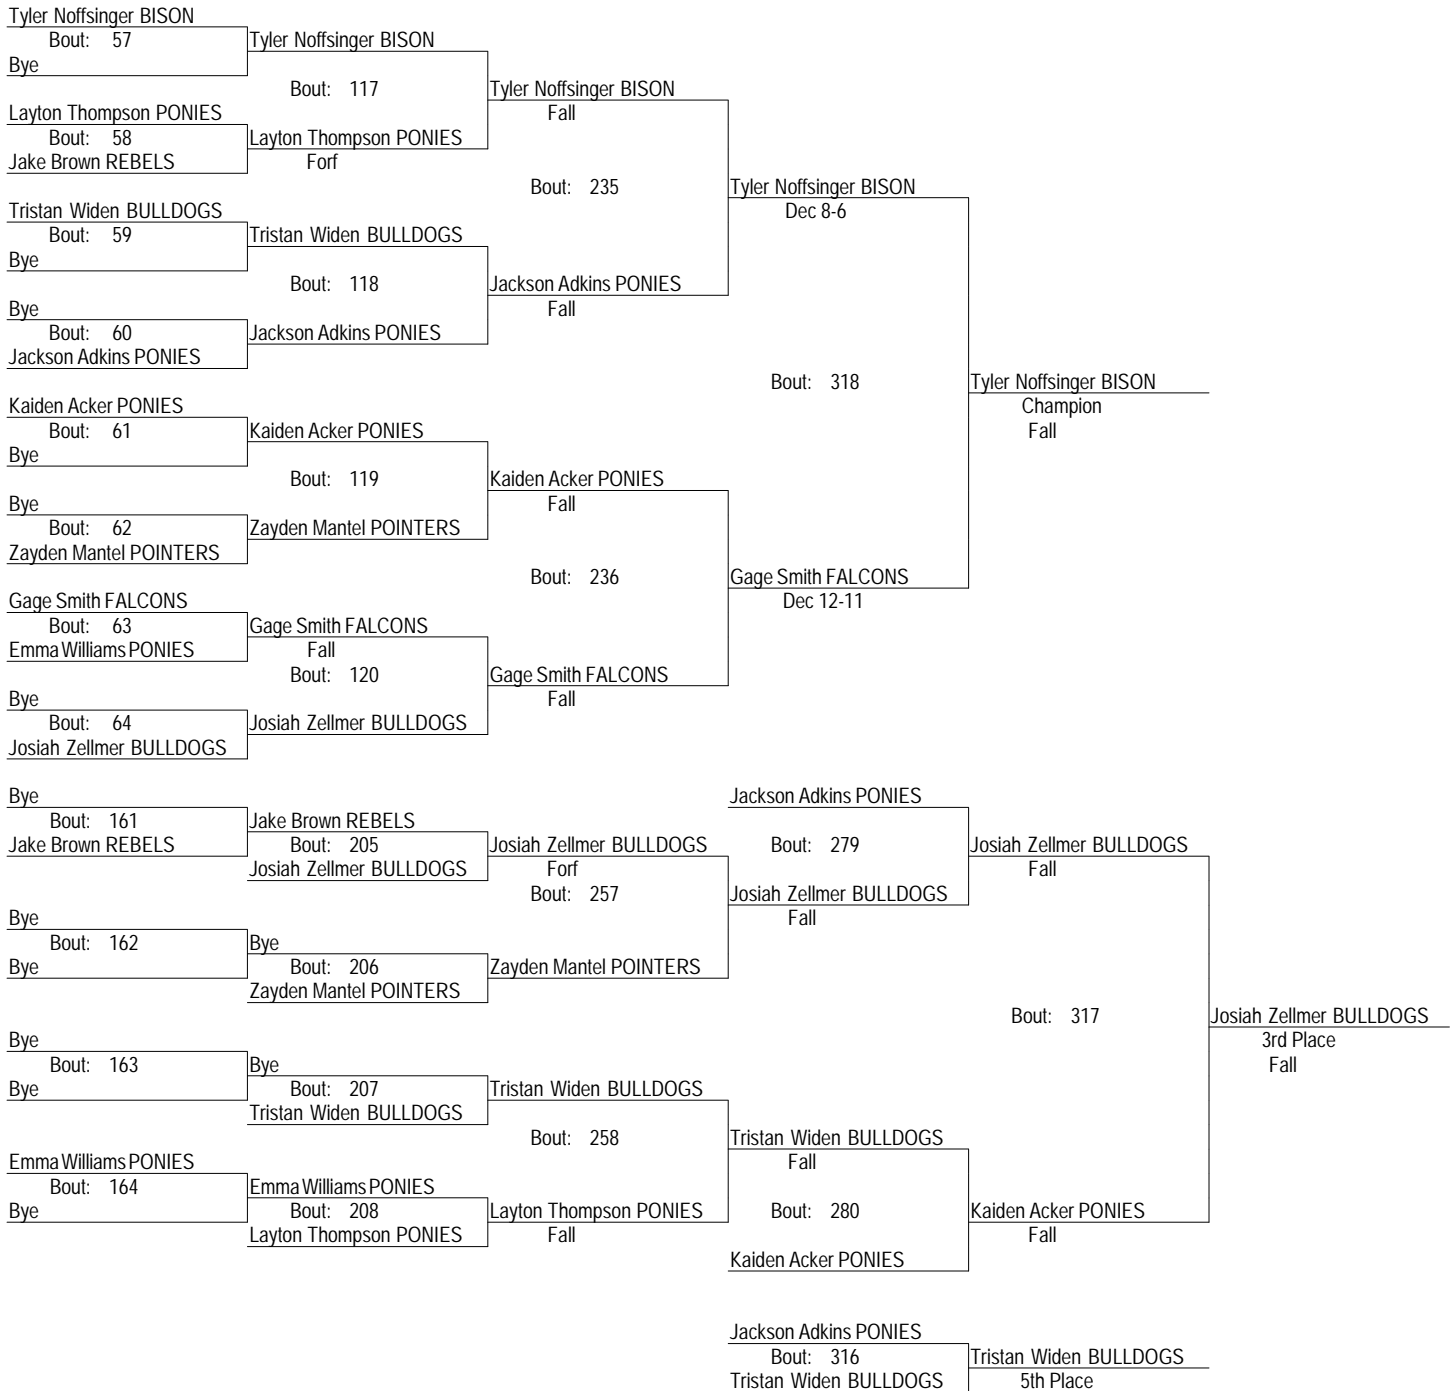 Tyler Noffsinger BISON
Bout: 57
Bye
Tyler Noffsinger BISON
Bout: 117
Layton Thompson PONIES
Bout: 58
Jake Brown REBELS
Layton Thompson PONIES
Forf
Tyler Noffsinger BISON
Fall
Bout: 235
Tristan Widen BULLDOGS
Bout: 59
Bye
Tristan Widen BULLDOGS
Bout: 118
Bye
Bout: 60
Jackson Adkins PONIES
Jackson Adkins PONIES
Jackson Adkins PONIES
Fall
Tyler Noffsinger BISON
Dec 8-6
Bout: 318
Tyler Noffsinger BISON
Champion
Fall
Kaiden Acker PONIES
Bout: 61
Bye
Kaiden Acker PONIES
Bout: 119
Bye
Bout: 62
Zayden Mantel POINTERS
Zayden Mantel POINTERS
Kaiden Acker PONIES
Fall
Bout: 236
Gage Smith FALCONS
Bout: 63
Emma Williams PONIES
Gage Smith FALCONS
Fall
Bout: 120
Bye
Bout: 64
Josiah Zellmer BULLDOGS
Josiah Zellmer BULLDOGS
Gage Smith FALCONS
Fall
Gage Smith FALCONS
Dec 12-11
Bye
Bout: 161
Jake Brown REBELS
Jake Brown REBELS
Bout: 205
Josiah Zellmer BULLDOGS
Josiah Zellmer BULLDOGS
Forf
Bout: 257
Bye
Bout: 162
Bye
Bye
Bout: 206
Zayden Mantel POINTERS
Zayden Mantel POINTERS
Jackson Adkins PONIES
Bout: 279
Josiah Zellmer BULLDOGS
Fall
Josiah Zellmer BULLDOGS
Fall
Bout: 317
Josiah Zellmer BULLDOGS
3rd Place
Fall
Bye
Bout: 163
Bye
Bye
Bout: 207
Tristan Widen BULLDOGS
Tristan Widen BULLDOGS
Bout: 258
Emma Williams PONIES
Bout: 164
Bye
Emma Williams PONIES
Bout: 208
Layton Thompson PONIES
Layton Thompson PONIES
Fall
Tristan Widen BULLDOGS
Fall
Bout: 280
Kaiden Acker PONIES
Kaiden Acker PONIES
Fall
Jackson Adkins PONIES
Bout: 316
Tristan Widen BULLDOGS
Tristan Widen BULLDOGS
5th Place